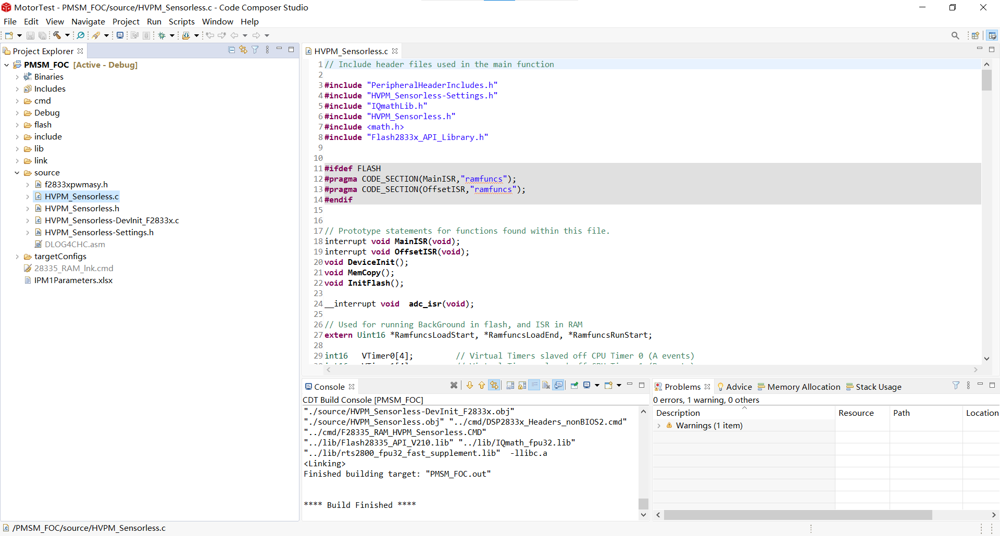 MotorTest - PMSM_FOC/source/HVPM_Sensorless.c - Code Composer Studio
File Edit View Navigate Project Run Scripts Window Help
Project Explorer
PMSM_FOC [Active - Debug]
Binaries
Includes
cmd
Debug
flash
include
lib
link
source
f2833xpwmasy.h
HVPM_Sensorless.c
HVPM_Sensorless.h
HVPM_Sensorless-DevInit_F2833x.c
HVPM_Sensorless-Settings.h
DLOG4CHC.asm
targetConfigs
28335_RAM_lnk.cmd
IPM1Parameters.xlsx
HVPM_Sensorless.c
1 // Include header files used in the main function
2
3 #include "PeripheralHeaderIncludes.h"
4 #include "HVPM_Sensorless-Settings.h"
5 #include "IQmathLib.h"
6 #include "HVPM_Sensorless.h"
7 #include <math.h>
8 #include "Flash2833x_API_Library.h"
9
10
11 #ifdef FLASH
12 #pragma CODE_SECTION(MainISR,"ramfuncs");
13 #pragma CODE_SECTION(OffsetISR,"ramfuncs");
14 #endif
15
16
17 // Prototype statements for functions found within this file.
18 interrupt void MainISR(void);
19 interrupt void OffsetISR(void);
20 void DeviceInit();
21 void MemCopy();
22 void InitFlash();
23
24 __interrupt void  adc_isr(void);
25
26 // Used for running BackGround in flash, and ISR in RAM
27 extern Uint16 *RamfuncsLoadStart, *RamfuncsLoadEnd, *RamfuncsRunStart;
28
29 int16   VTimer0[4];         // Virtual Timers slaved off CPU Timer 0 (A events)
Console
CDT Build Console [PMSM_FOC]
"./source/HVPM_Sensorless-DevInit_F2833x.obj"
"./source/HVPM_Sensorless.obj" "../cmd/DSP2833x_Headers_nonBIOS2.cmd"
"../cmd/F28335_RAM_HVPM_Sensorless.CMD"
"../lib/Flash28335_API_V210.lib" "../lib/IQmath_fpu32.lib"
"../lib/rts2800_fpu32_fast_supplement.lib"  -llibc.a
<Linking>
Finished building target: "PMSM_FOC.out"
**** Build Finished ****
Problems Advice Memory Allocation Stack Usage
0 errors, 1 warning, 0 others
Description Resource Path Location
Warnings (1 item)
/PMSM_FOC/source/HVPM_Sensorless.c